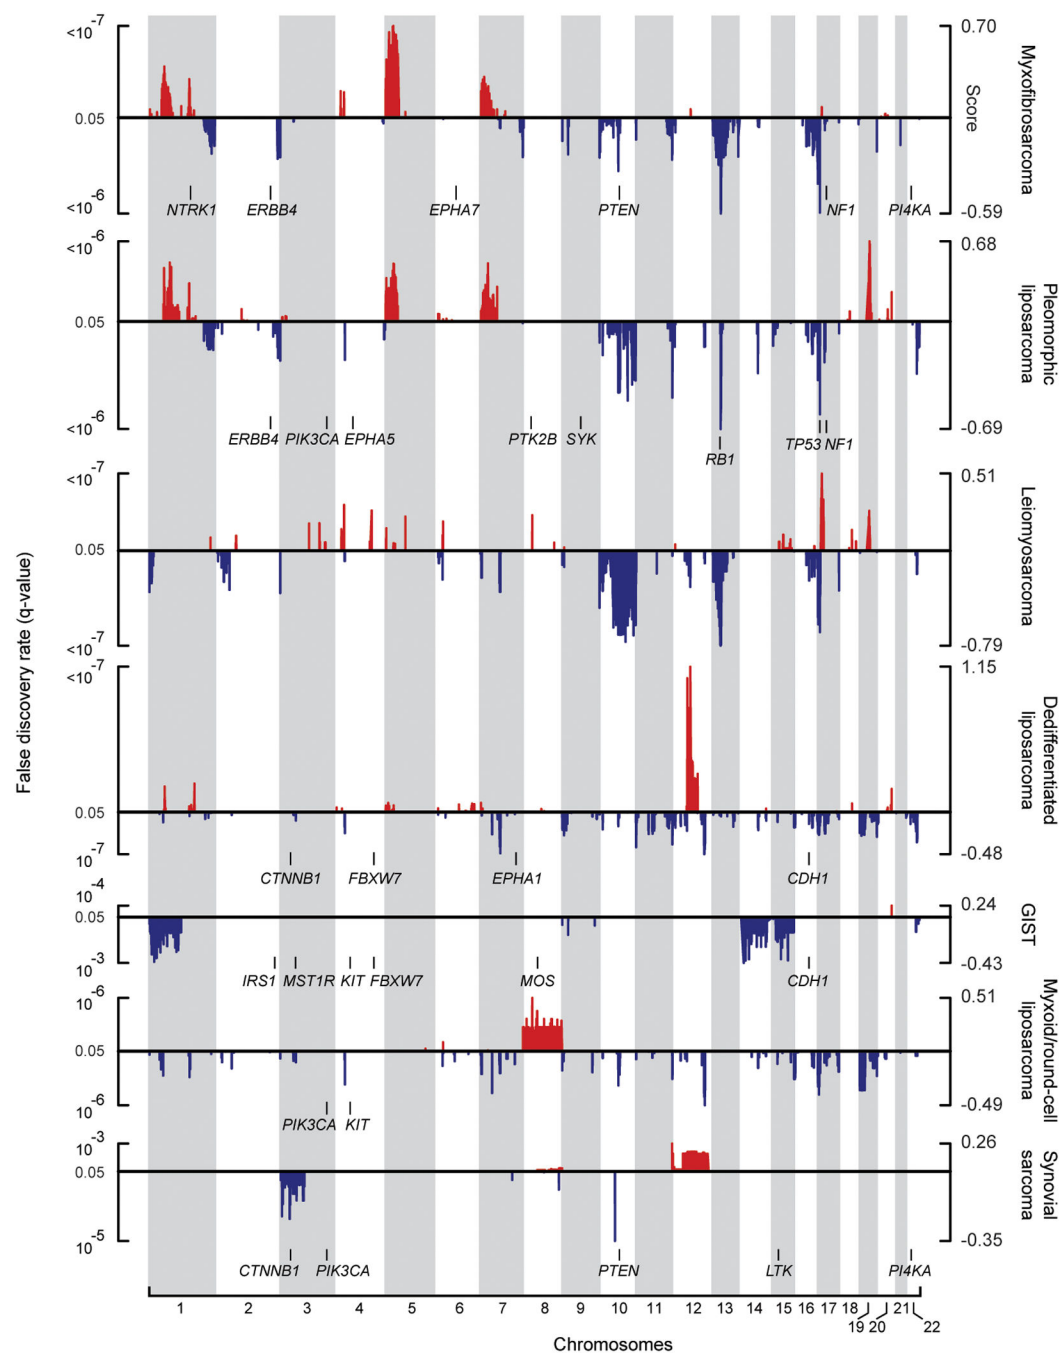 <10^-7
0.70
0.05
Score
Myxofibrosarcoma
<10^-6
-0.59
NTRK1 ERBB4 EPHA7 PTEN NF1 PI4KA
<10^-6
0.68
0.05
Pleomorphic
liposarcoma
<10^-6
-0.69
ERBB4 PIK3CA EPHA5 PTK2B SYK TP53 NF1
RB1
<10^-7
0.51
0.05
Leiomyosarcoma
<10^-7
-0.79
False discovery rate (q-value)
<10^-7
1.15
0.05
Dedifferentiated
liposarcoma
10^-7
-0.48
CTNNB1 FBXW7 EPHA1 CDH1
10^-4
0.24
0.05
GIST
10^-3
-0.43
IRS1 MST1R KIT FBXW7 MOS CDH1
10^-6
0.51
0.05
Myxoid/round-cell
liposarcoma
10^-6
-0.49
PIK3CA KIT
10^-3
0.26
0.05
Synovial
sarcoma
10^-5
-0.35
CTNNB1 PIK3CA PTEN LTK PI4KA
1 2 3 4 5 6 7 8 9 10 11 12 13 14 15 16 17 18 21
19 20 22
Chromosomes